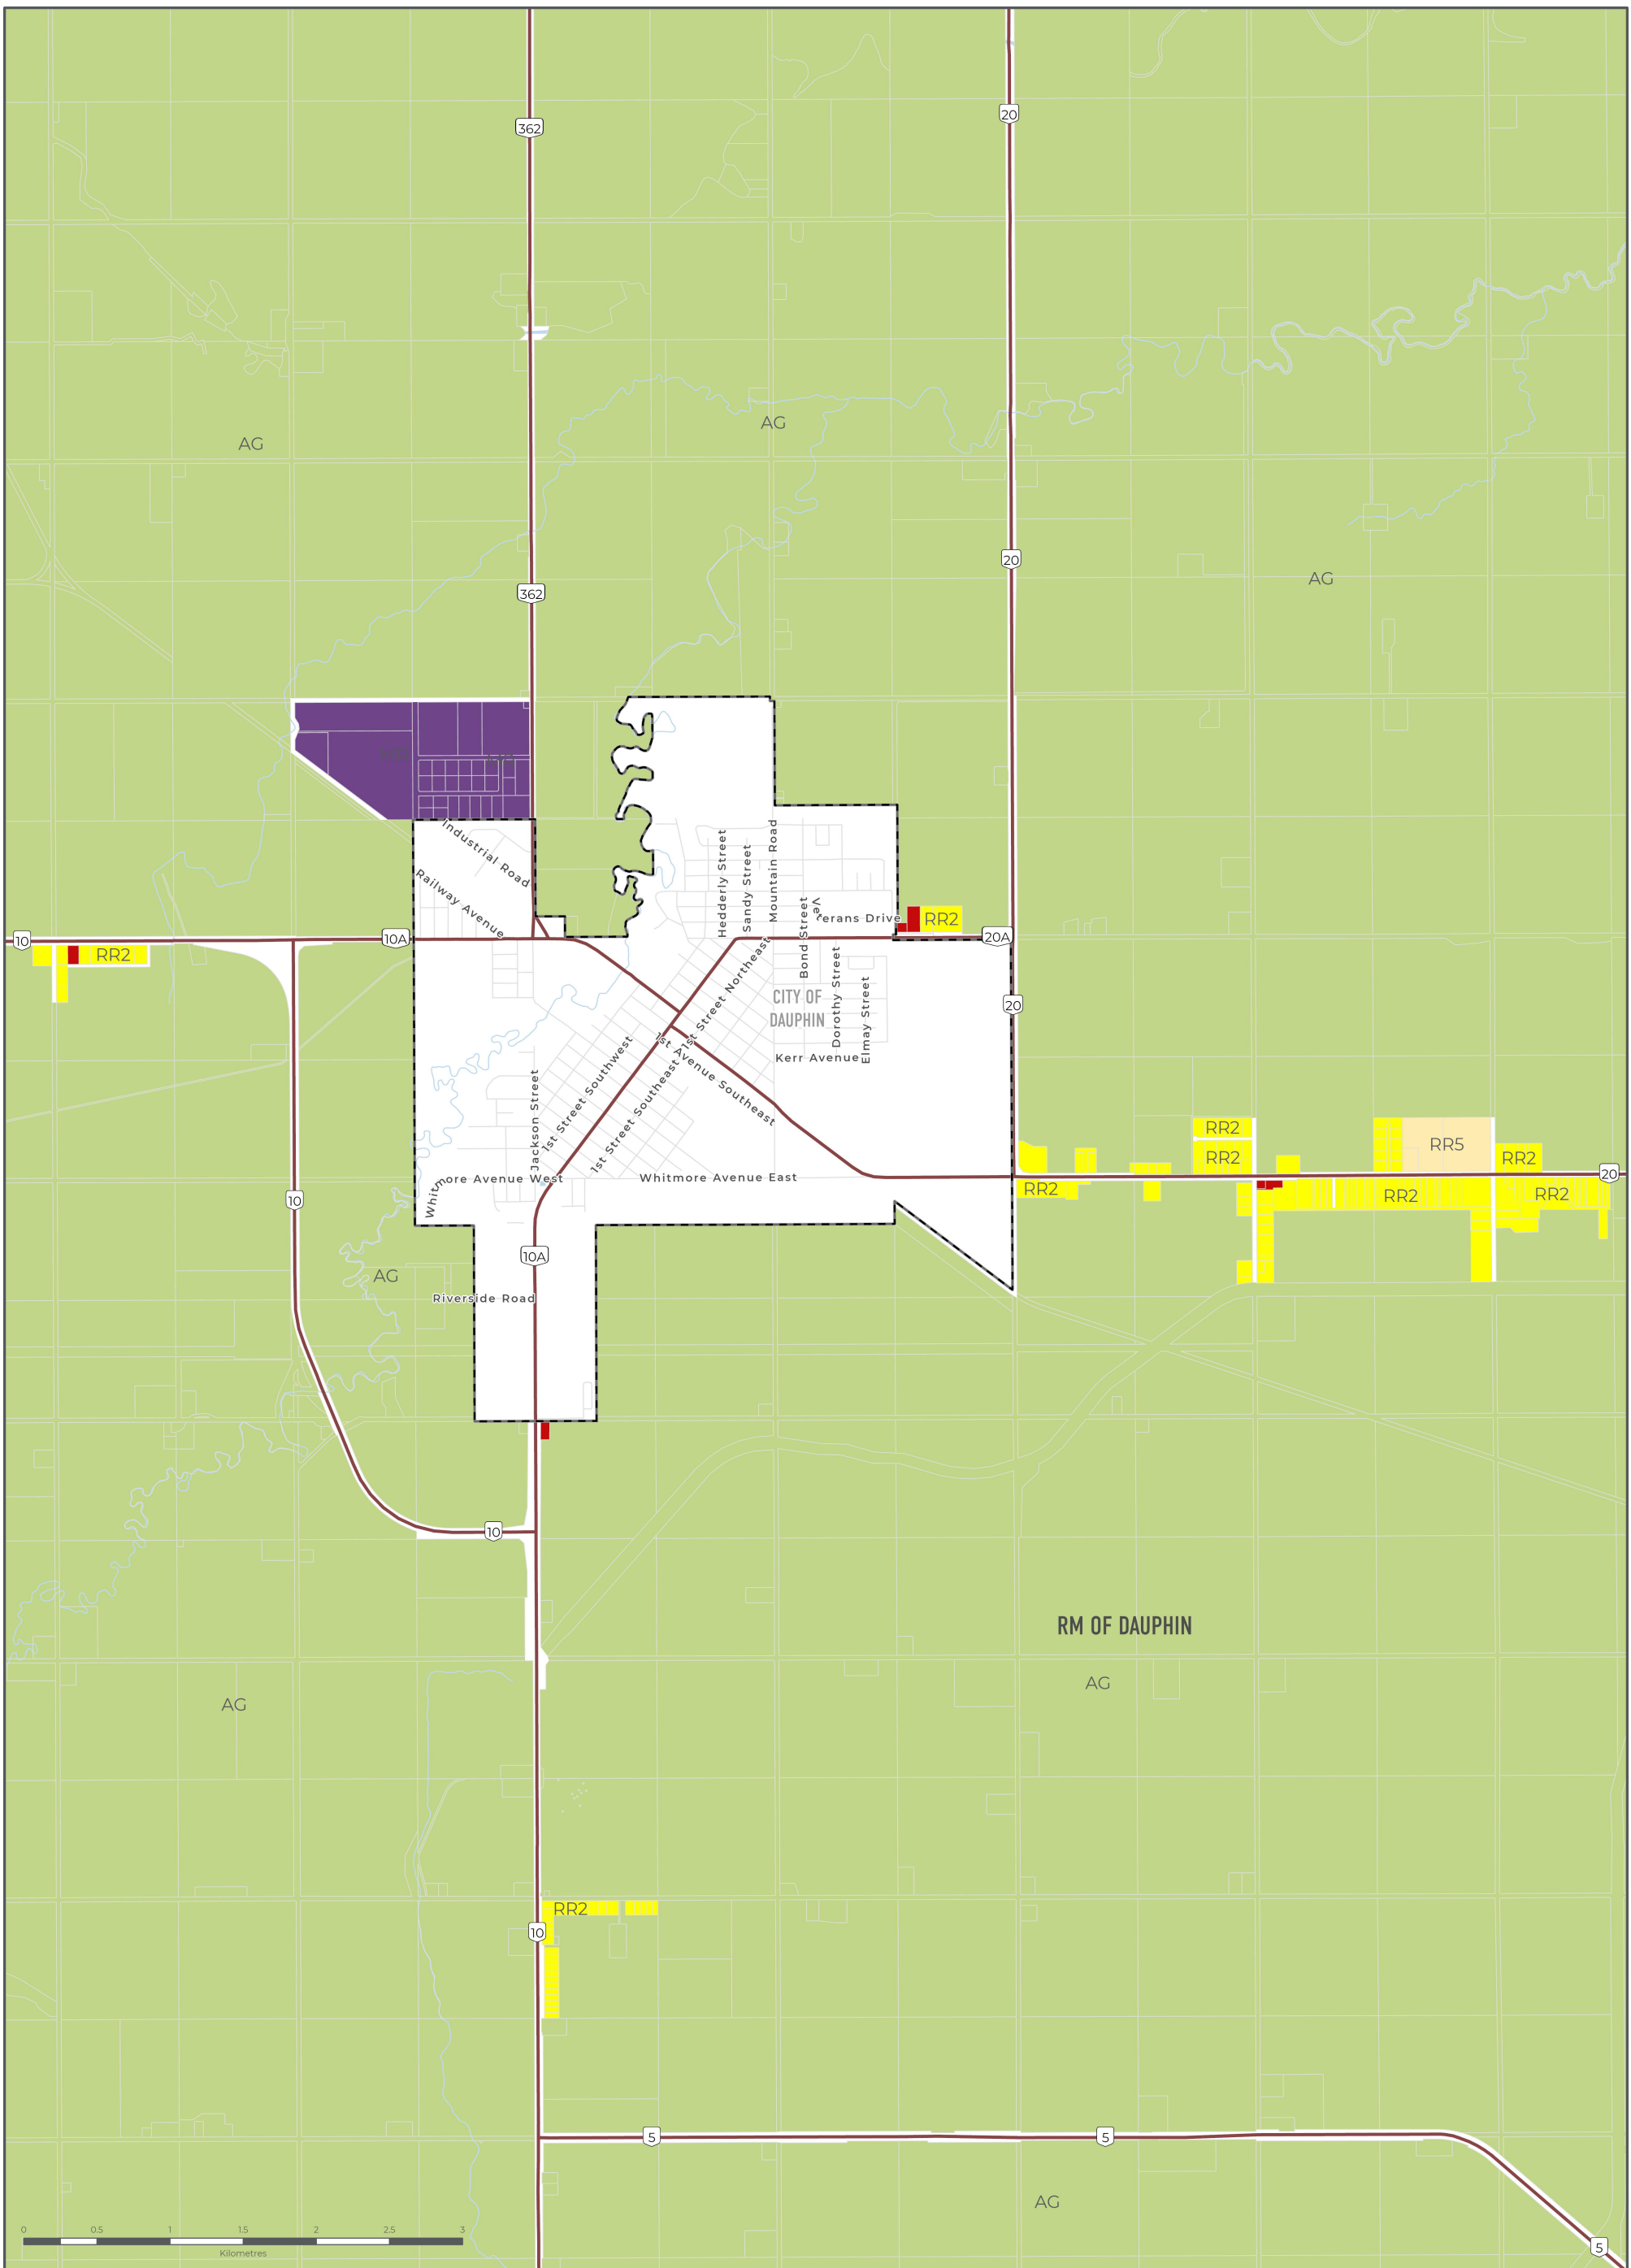 20
362
AG
AG
20
AG
362
Industrial Road
Railway Avenue
Hedderly Street
Sandy Street
Mountain Road
Bond Street
Veterans Drive
RR2
10
10A
20A
RR2
1st Street Northeast
CITY OF
DAUPHIN
Dorothy Street
Elmay Street
20
1st Street Southwest
1st Avenue Southeast
Kerr Avenue
Jackson Street
1st Street Southeast
RR2
RR5
RR2
RR2
Whitmore Avenue West
Whitmore Avenue East
20
RR2
RR2
RR2
10
10A
AG
Riverside Road
10
RM OF DAUPHIN
AG
AG
RR2
10
5
5
AG
0 0.5 1 1.5 2 2.5 3
Kilometres
5